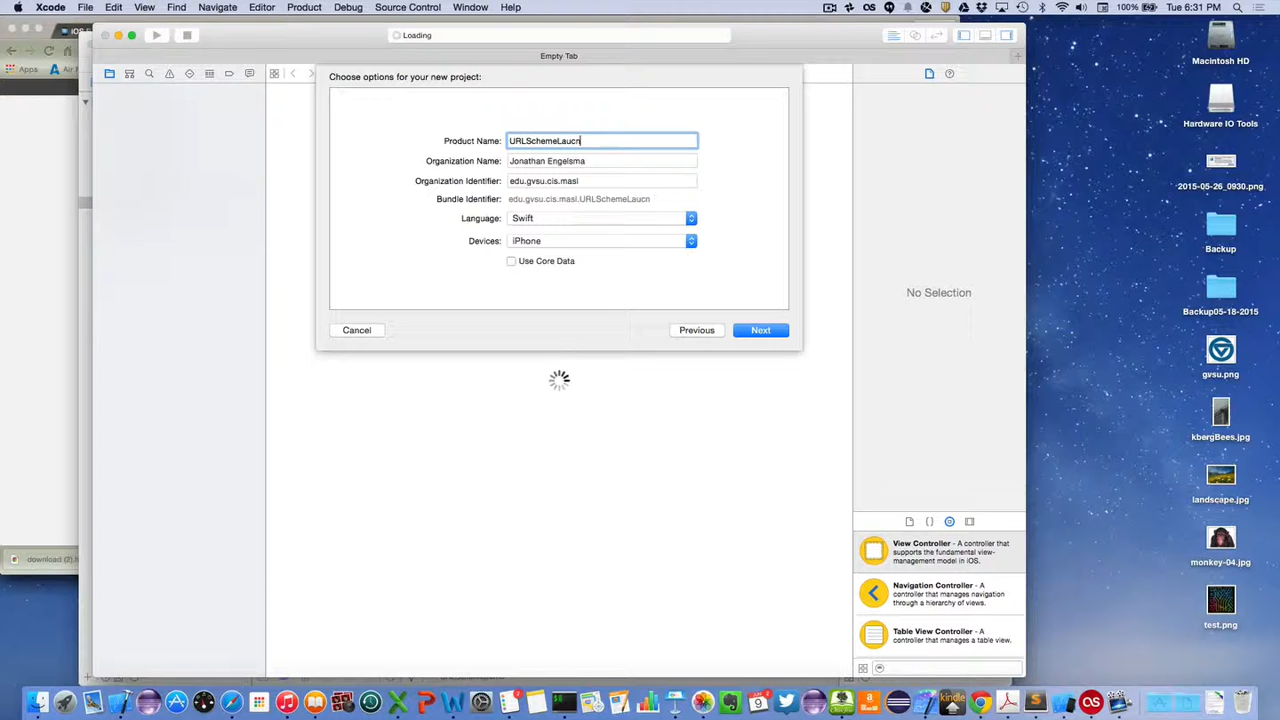 Xcode File Edit View Find Navigate Editor Product Debug Source Control Window Help
100% Tue 6:31 PM
Loading
Apps
Empty Tab
Choose options for your new project:
Product Name: URLSchemeLaucn
Organization Name: Jonathan Engelsma
Organization Identifier: edu.gvsu.cis.masl
Bundle Identifier: edu.gvsu.cis.masl.URLSchemeLaucn
Language: Swift
Devices: iPhone
Use Core Data
Cancel
Previous
Next
No Selection
View Controller - A controller that
supports the fundamental view-
management model in iOS.
Navigation Controller - A
controller that manages navigation
through a hierarchy of views.
Table View Controller - A
controller that manages a table view.
download (2).h
Macintosh HD
Hardware IO Tools
2015-05-26_0930.png
Backup
Backup05-18-2015
gvsu.png
kbergBees.jpg
landscape.jpg
monkey-04.jpg
test.png
kindle